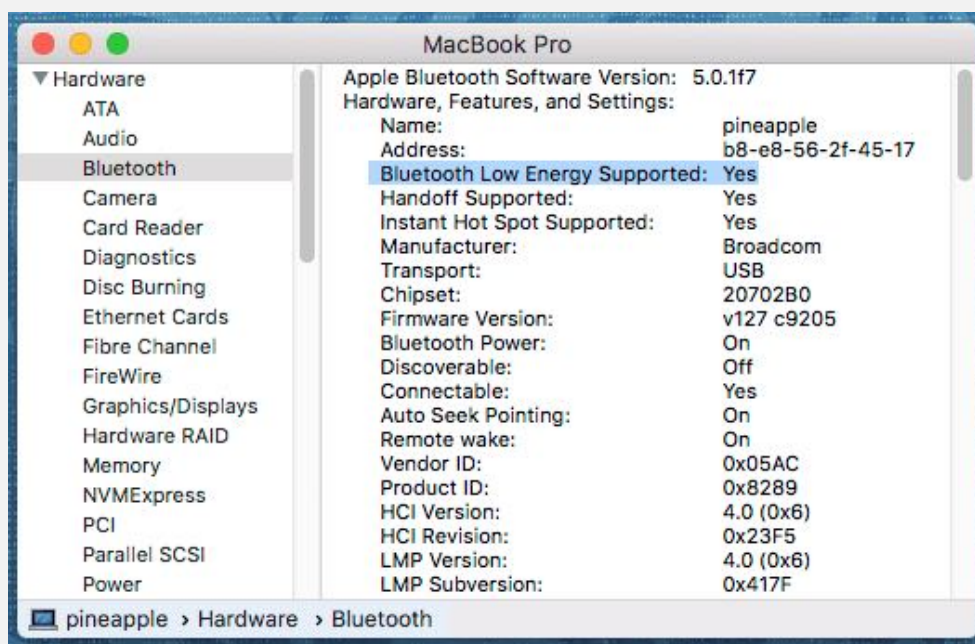 MacBook Pro
Hardware
ATA
Audio
Bluetooth
Camera
Card Reader
Diagnostics
Disc Burning
Ethernet Cards
Fibre Channel
FireWire
Graphics/Displays
Hardware RAID
Memory
NVMExpress
PCI
Parallel SCSI
Power
Apple Bluetooth Software Version: 5.0.1f7
Hardware, Features, and Settings:
Name: pineapple
Address: b8-e8-56-2f-45-17
Bluetooth Low Energy Supported: Yes
Handoff Supported: Yes
Instant Hot Spot Supported: Yes
Manufacturer: Broadcom
Transport: USB
Chipset: 20702B0
Firmware Version: v127 c9205
Bluetooth Power: On
Discoverable: Off
Connectable: Yes
Auto Seek Pointing: On
Remote wake: On
Vendor ID: 0x05AC
Product ID: 0x8289
HCI Version: 4.0 (0x6)
HCI Revision: 0x23F5
LMP Version: 4.0 (0x6)
LMP Subversion: 0x417F
pineapple › Hardware › Bluetooth